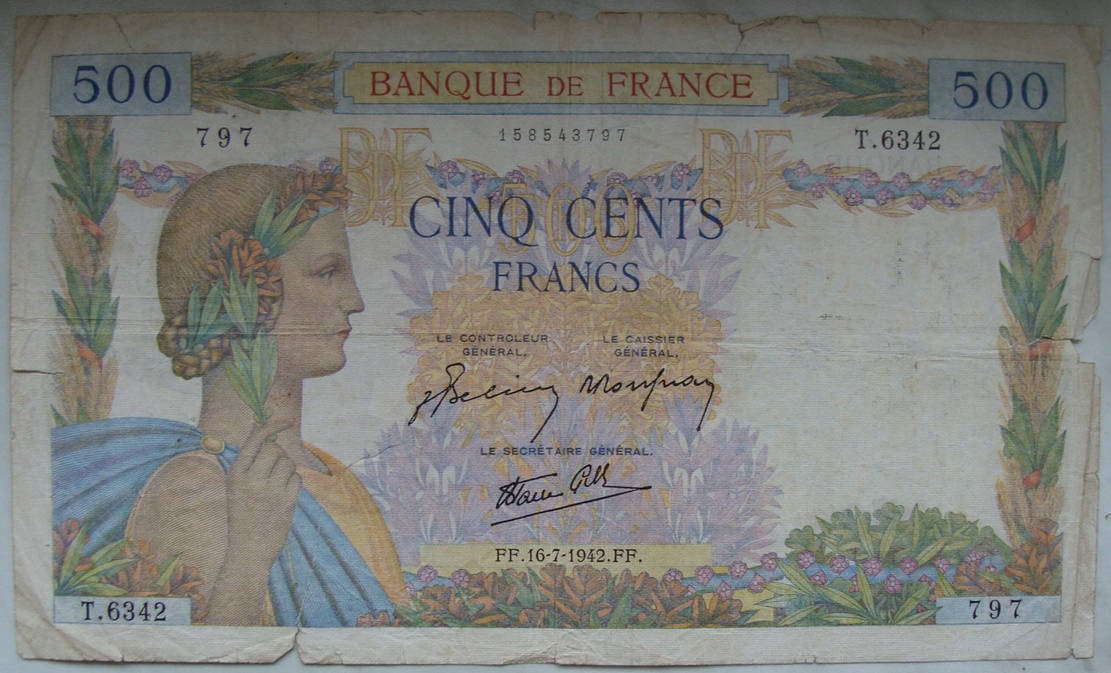 500 BANQUE DE FRANCE 500
797 158543797 T.6342
CINQ CENTS
FRANCS
LE CONTROLEUR GÉNÉRAL.
LE CAISSIER GÉNÉRAL.
LE SECRÉTAIRE GÉNÉRAL.
FF.16-7-1942.FF.
T.6342 797